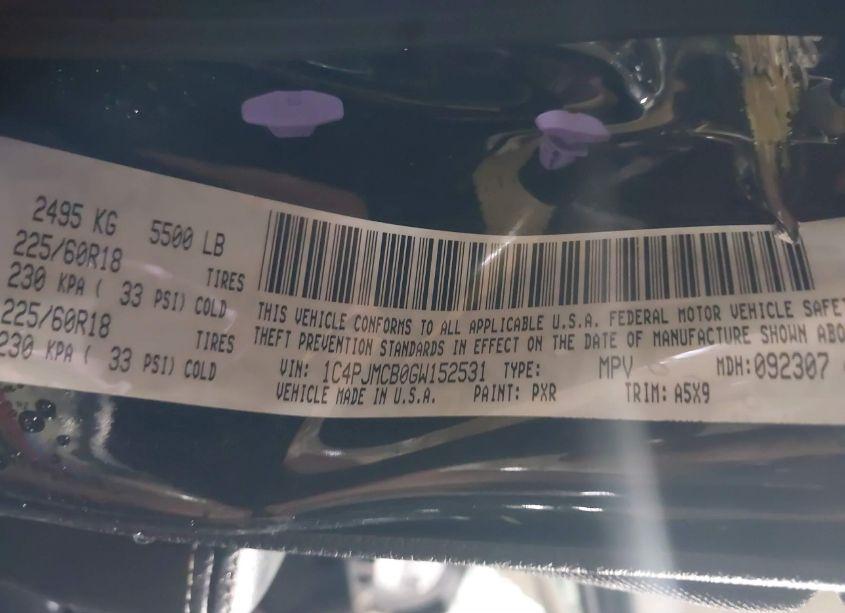 2495 KG 5500 LB
225/60R18 TIRES
230 KPA ( 33 PSI) COLD
225/60R18 TIRES
230 KPA ( 33 PSI) COLD
THIS VEHICLE CONFORMS TO ALL APPLICABLE U.S.A. FEDERAL MOTOR VEHICLE SAFET
THEFT PREVENTION STANDARDS IN EFFECT ON THE DATE OF MANUFACTURE SHOWN ABO
VIN: 1C4PJMCB0GW152531 TYPE: MPV MDH: 092307
VEHICLE MADE IN U.S.A. PAINT: PXR TRIM: A5X9